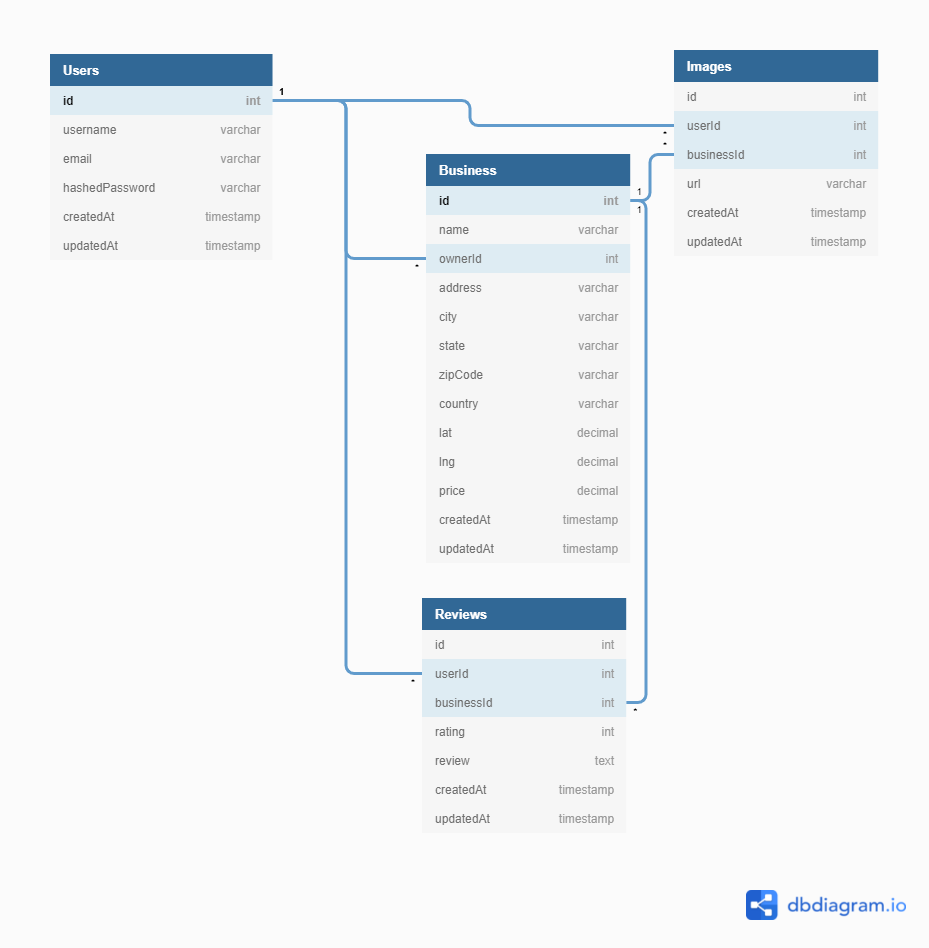 Users
id int
username varchar
email varchar
hashedPassword varchar
createdAt timestamp
updatedAt timestamp
1
Images
id int
userId int
businessId int
url varchar
createdAt timestamp
updatedAt timestamp
*
*
Business
id int
name varchar
ownerId int
address varchar
city varchar
state varchar
zipCode varchar
country varchar
lat decimal
lng decimal
price decimal
createdAt timestamp
updatedAt timestamp
1
1
*
Reviews
id int
userId int
businessId int
rating int
review text
createdAt timestamp
updatedAt timestamp
*
*
dbdiagram.io